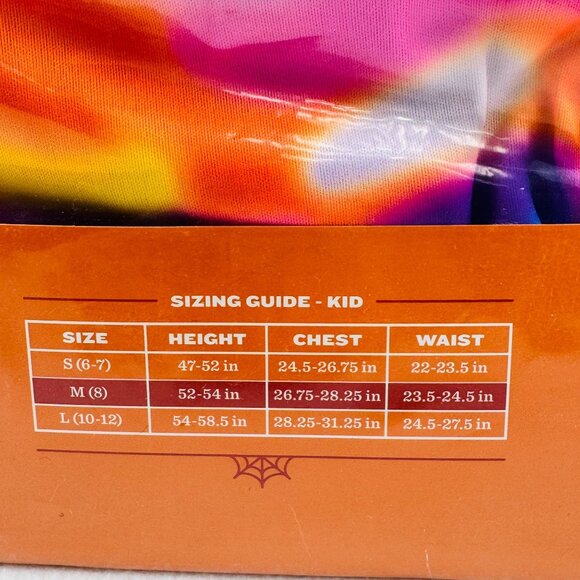 SIZING GUIDE - KID
SIZE HEIGHT CHEST WAIST
S (6-7) 47-52 in 24.5-26.75 in 22-23.5 in
M (8) 52-54 in 26.75-28.25 in 23.5-24.5 in
L (10-12) 54-58.5 in 28.25-31.25 in 24.5-27.5 in